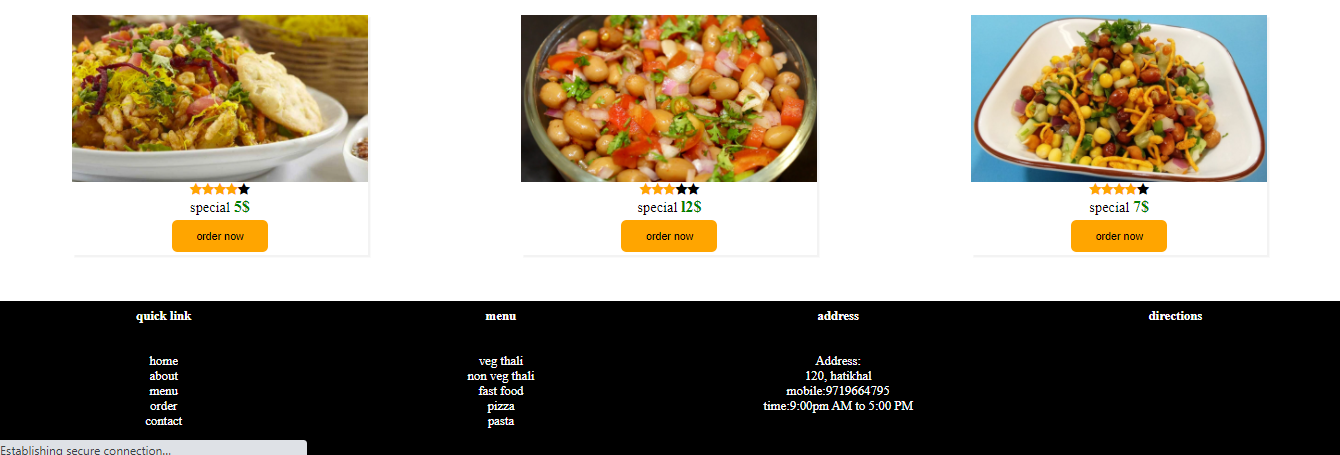 special 5$
order now
special 12$
order now
special 7$
order now
quick link
home
about
menu
order
contact
menu
veg thali
non veg thali
fast food
pizza
pasta
address
Address:
120, hatikhal
mobile:9719664795
time:9:00pm AM to 5:00 PM
directions
Establishing secure connection...